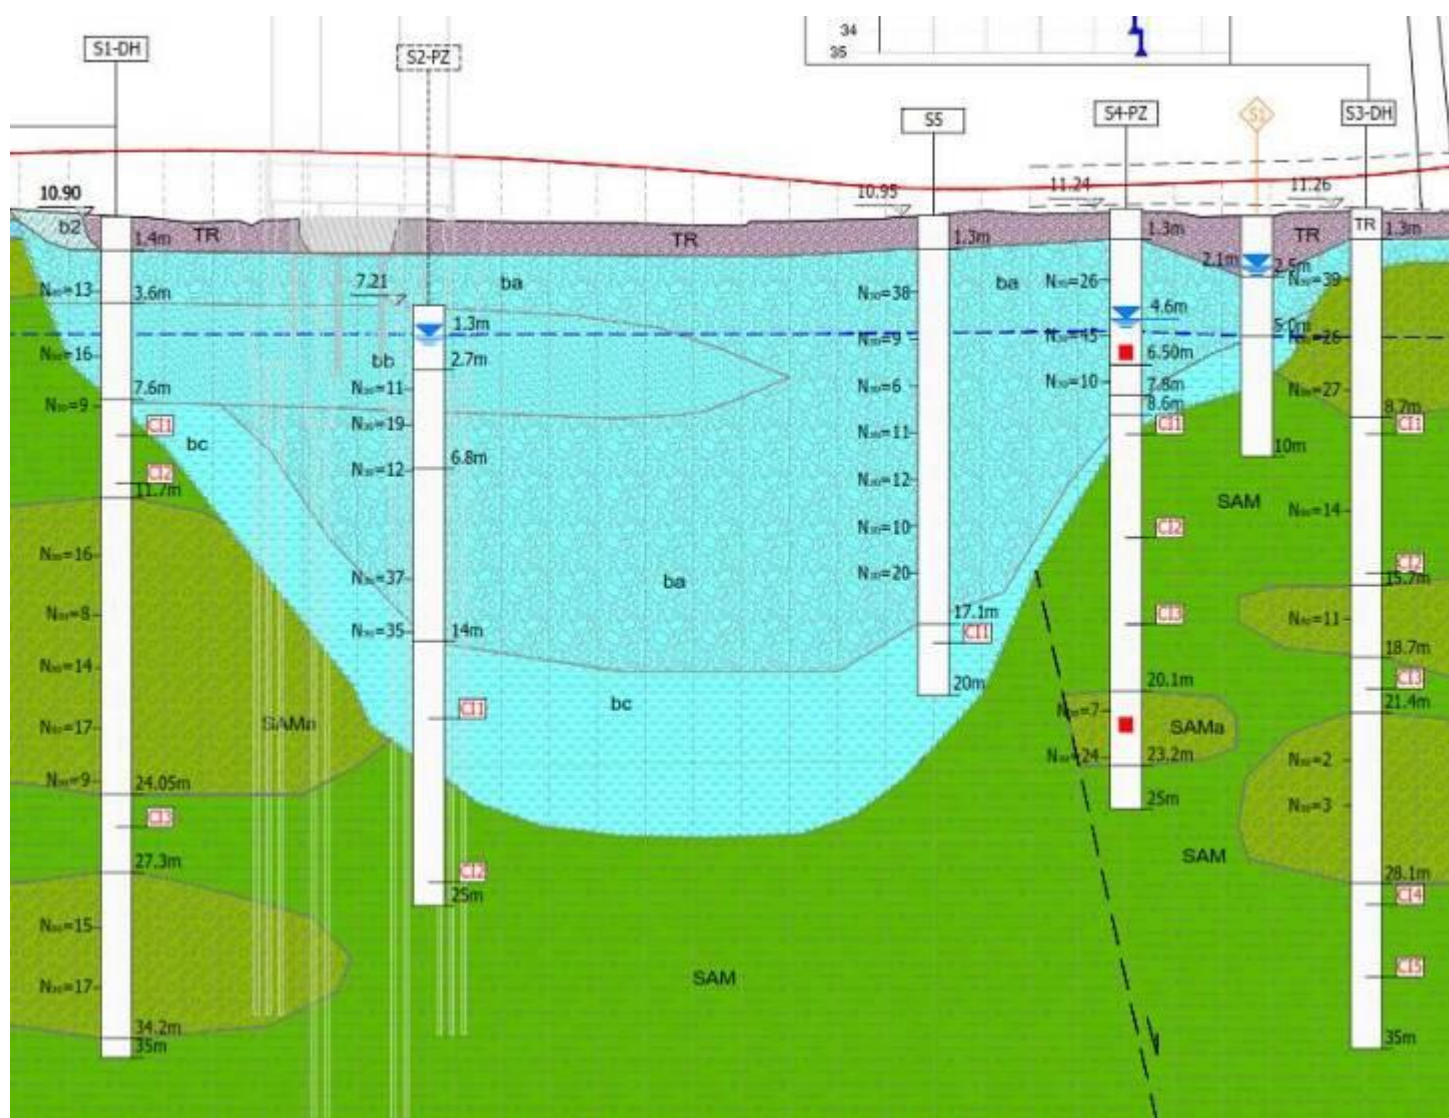 34
35
S1-DH
S2-PZ
S5
S4-PZ
S1
S3-DH
10.90
10.95
11.24
11.26
b2
1.4m
TR
TR
1.3m
1.3m
2.1m
2.5m
TR
TR
1.3m
ba
ba
7.21
N₃₀=13
3.6m
N₃₀=38
N₃₀=26
4.6m
N₃₀=39
1.3m
5.0m
N₃₀=16
bb
2.7m
N₃₀=9
N₃₀=45
6.50m
N₃₀=26
7.6m
N₃₀=11
N₃₀=6
N₃₀=10
7.8m
N₃₀=27
N₃₀=9
8.6m
8.7m
CI1
bc
N₃₀=19
N₃₀=11
CI1
CI1
CI2
N₃₀=12
6.8m
N₃₀=12
10m
11.7m
SAM
N₃₀=14
N₃₀=16
N₃₀=10
CI2
N₃₀=37
ba
N₃₀=20
CI2
15.7m
N₃₀=8
17.1m
CI3
N₃₀=11
N₃₀=35
14m
CI1
N₃₀=14
18.7m
20m
20.1m
CI3
bc
CI1
21.4m
SAMa
N₃₀=7
SAMa
N₃₀=17
N₃₀=24
23.2m
N₃₀=2
N₃₀=9
24.05m
25m
N₃₀=3
CI3
SAM
27.3m
CI2
28.1m
25m
CI4
N₃₀=15
SAM
CI5
N₃₀=17
34.2m
35m
35m